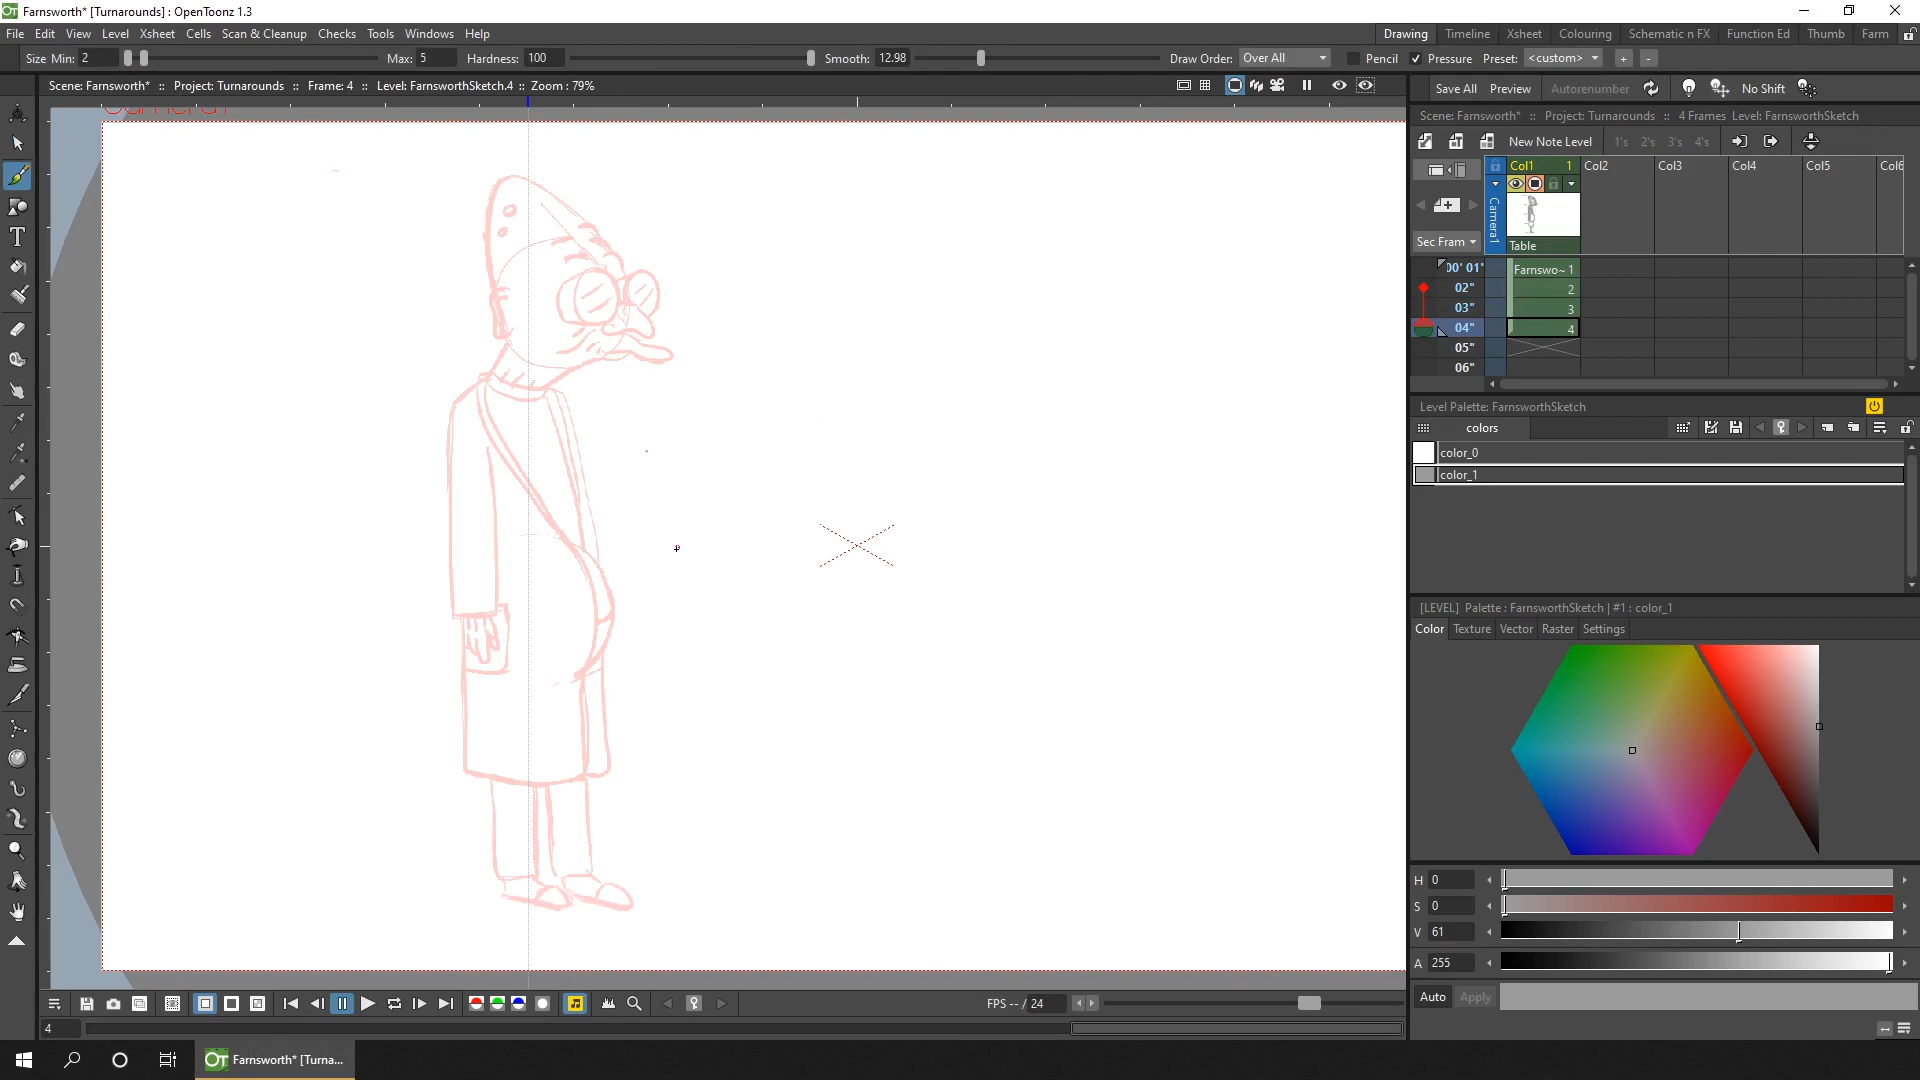 Farnsworth* [Turnarounds] : OpenToonz 1.3
File Edit View Level Xsheet Cells Scan & Cleanup Checks Tools Windows Help
Drawing Timeline Xsheet Schematic n FX Colouring Function Ed Thumb Farm
Size Min: 2 Max: 5 Hardness: 100 Smooth: 12.98 Draw Order: Over All Pencil Pressure Preset: <custom> + -
Scene: Farnsworth* :: Project: Turnarounds :: Frame: 4 :: Level: FarnsworthSketch.4 :: Zoom : 79%
Save All Preview Autorenumber No Shift
Scene: Farnsworth* :: Project: Turnarounds :: 4 Frames Level: FarnsworthSketch
New Note Level 1's 2's 3's 4's
Col1 1 Col2 Col3 Col4 Col5 Col6
Camera1
Sec Fram
Table
00' 01" Farnswo~ 1
02" 2
03" 3
04" 4
05"
06"
Level Palette: FarnsworthSketch
colors
color_0
color_1
[LEVEL] Palette : FarnsworthSketch | #1 : color_1
Color Texture Vector Raster Settings
H 0
S 0
V 61
A 255
Auto Apply
FPS -- / 24
4
Farnsworth* [Turna...